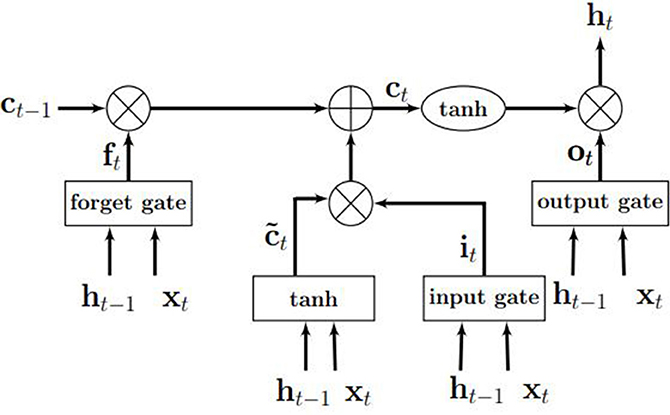 h_t
c_{t−1}
c_t
tanh
f_t
o_t
forget gate
output gate
c̃_t
i_t
h_{t−1} x_t
tanh
input gate
h_{t−1} x_t
h_{t−1} x_t
h_{t−1} x_t